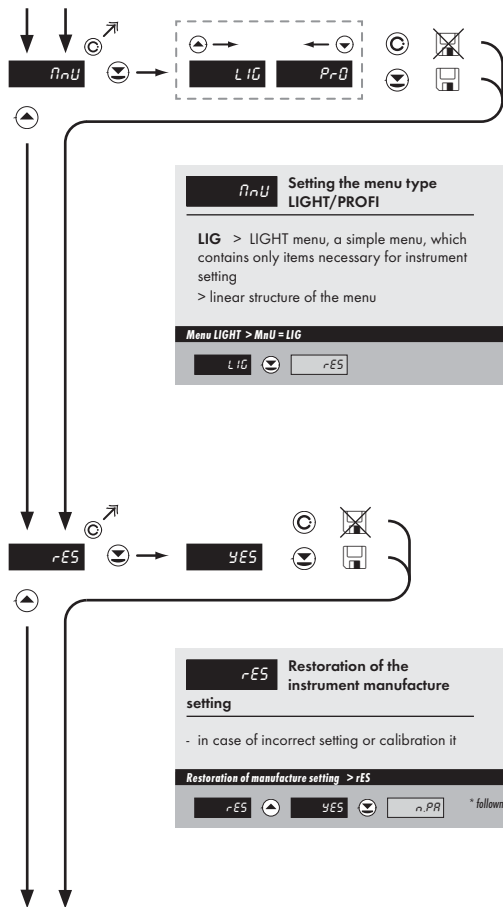 C
MnU LIG PrO C
MnU Setting the menu type
LIGHT/PROFI
LIG > LIGHT menu, a simple menu, which
contains only items necessary for instrument
setting
> linear structure of the menu
Menu LIGHT > MnU = LIG
LIG rES
C C
rES YES
rES Restoration of the
instrument manufacture
setting
- in case of incorrect setting or calibration it
Restoration of manufacture setting > rES
rES YES n.PA * follown